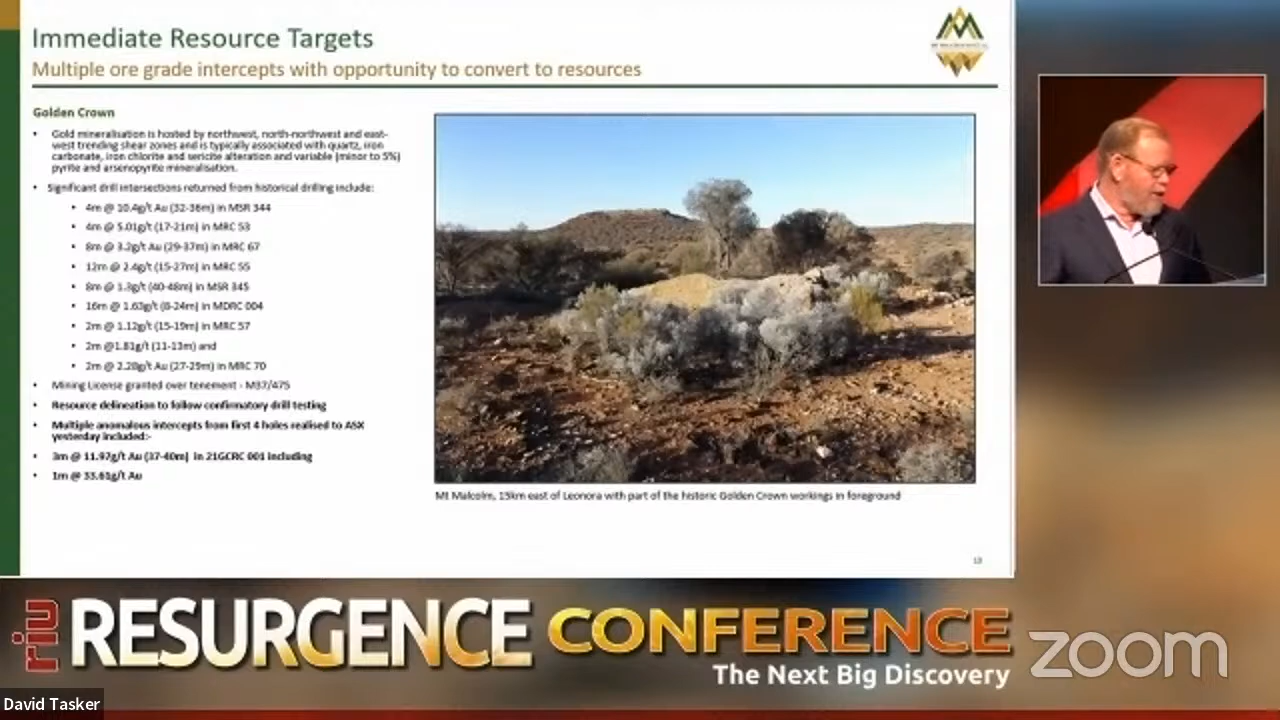 Immediate Resource Targets
Multiple ore grade intercepts with opportunity to convert to resources
Golden Crown
• Gold mineralisation is hosted by northwest, north-northwest and east-
west trending shear zones and is typically associated with quartz, iron
carbonate, iron chlorite and sericite alteration and variable (minor to 5%)
pyrite and arsenopyrite mineralisation.
• Significant drill intersections returned from historical drilling include:
• 4m @ 10.4g/t Au (32-36m) in MSR 344
• 4m @ 5.01g/t (17-21m) in MRC 53
• 8m @ 3.2g/t Au (29-37m) in MRC 67
• 12m @ 2.4g/t (15-27m) in MRC 55
• 8m @ 1.3g/t (40-48m) in MSR 345
• 16m @ 1.63g/t (8-24m) in MDRC 004
• 2m @ 1.12g/t (15-19m) in MRC 57
• 2m @1.81g/t (11-13m) and
• 2m @ 2.28g/t Au (27-29m) in MRC 70
• Mining License granted over tenement - M37/475
• Resource delineation to follow confirmatory drill testing
• Multiple anomalous intercepts from first 4 holes realised to ASX
yesterday included:-
• 3m @ 11.97g/t Au (37-40m) in 21GCRC 001 including
• 1m @ 33.61g/t Au
Mt Malcolm, 15km east of Leonora with part of the historic Golden Crown workings in foreground
riu RESURGENCE CONFERENCE
The Next Big Discovery
zoom
David Tasker